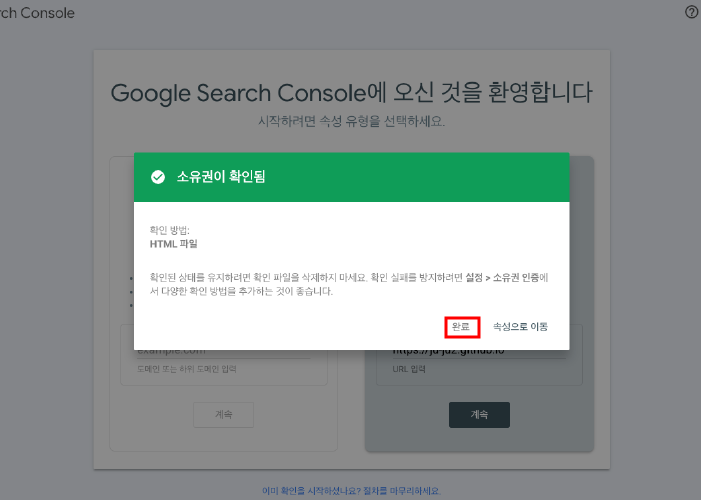 rch Console
Google Search Console에 오신 것을 환영합니다
시작하려면 속성 유형을 선택하세요.
소유권이 확인됨
확인 방법:
HTML 파일
확인된 상태를 유지하려면 확인 파일을 삭제하지 마세요. 확인 실패를 방지하려면 설정 > 소유권 인증에
서 다양한 확인 방법을 추가하는 것이 좋습니다.
완료 속성으로 이동
example.com
https://ju-ju2.github.io
도메인 또는 하위 도메인 입력
URL 입력
계속
계속
이미 확인을 시작하셨나요? 절차를 마무리하세요.